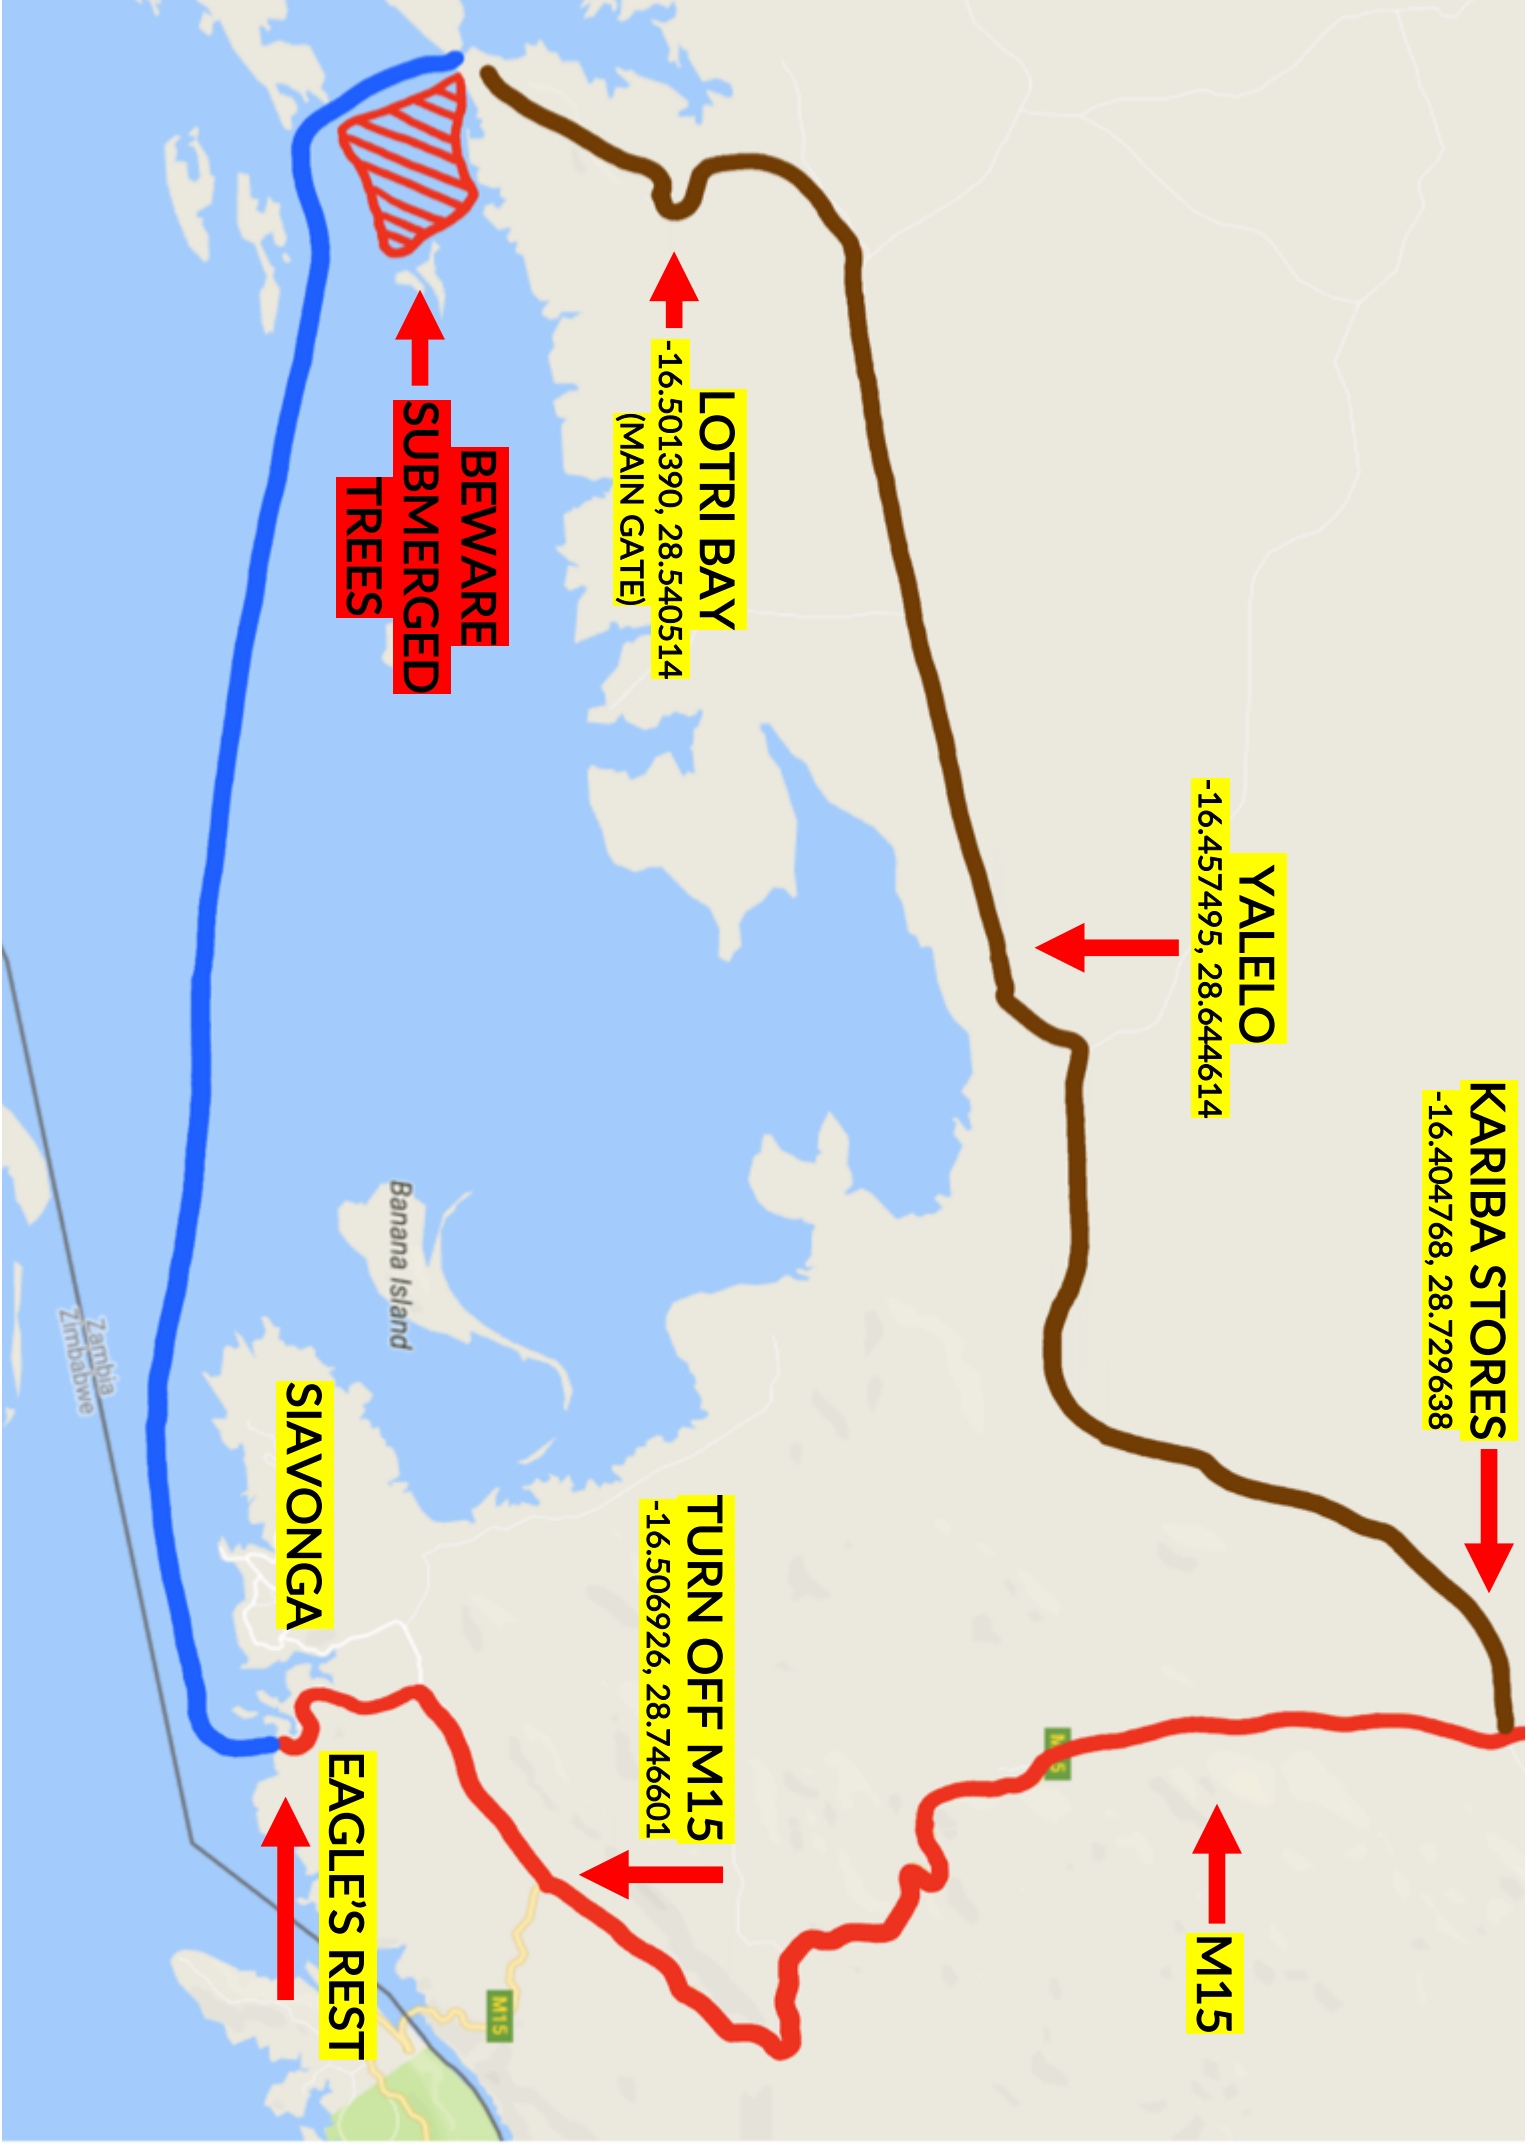 KARIBA STORES
-16.404768, 28.729638
YALELO
-16.457495, 28.644614
M15
LOTRI BAY
-16.501390, 28.540514
(MAIN GATE)
TURN OFF M15
-16.506926, 28.746601
M15
BEWARE
SUBMERGED
TREES
Banana Island
EAGLE'S REST
SIAVONGA
Zambia
Zimbabwe